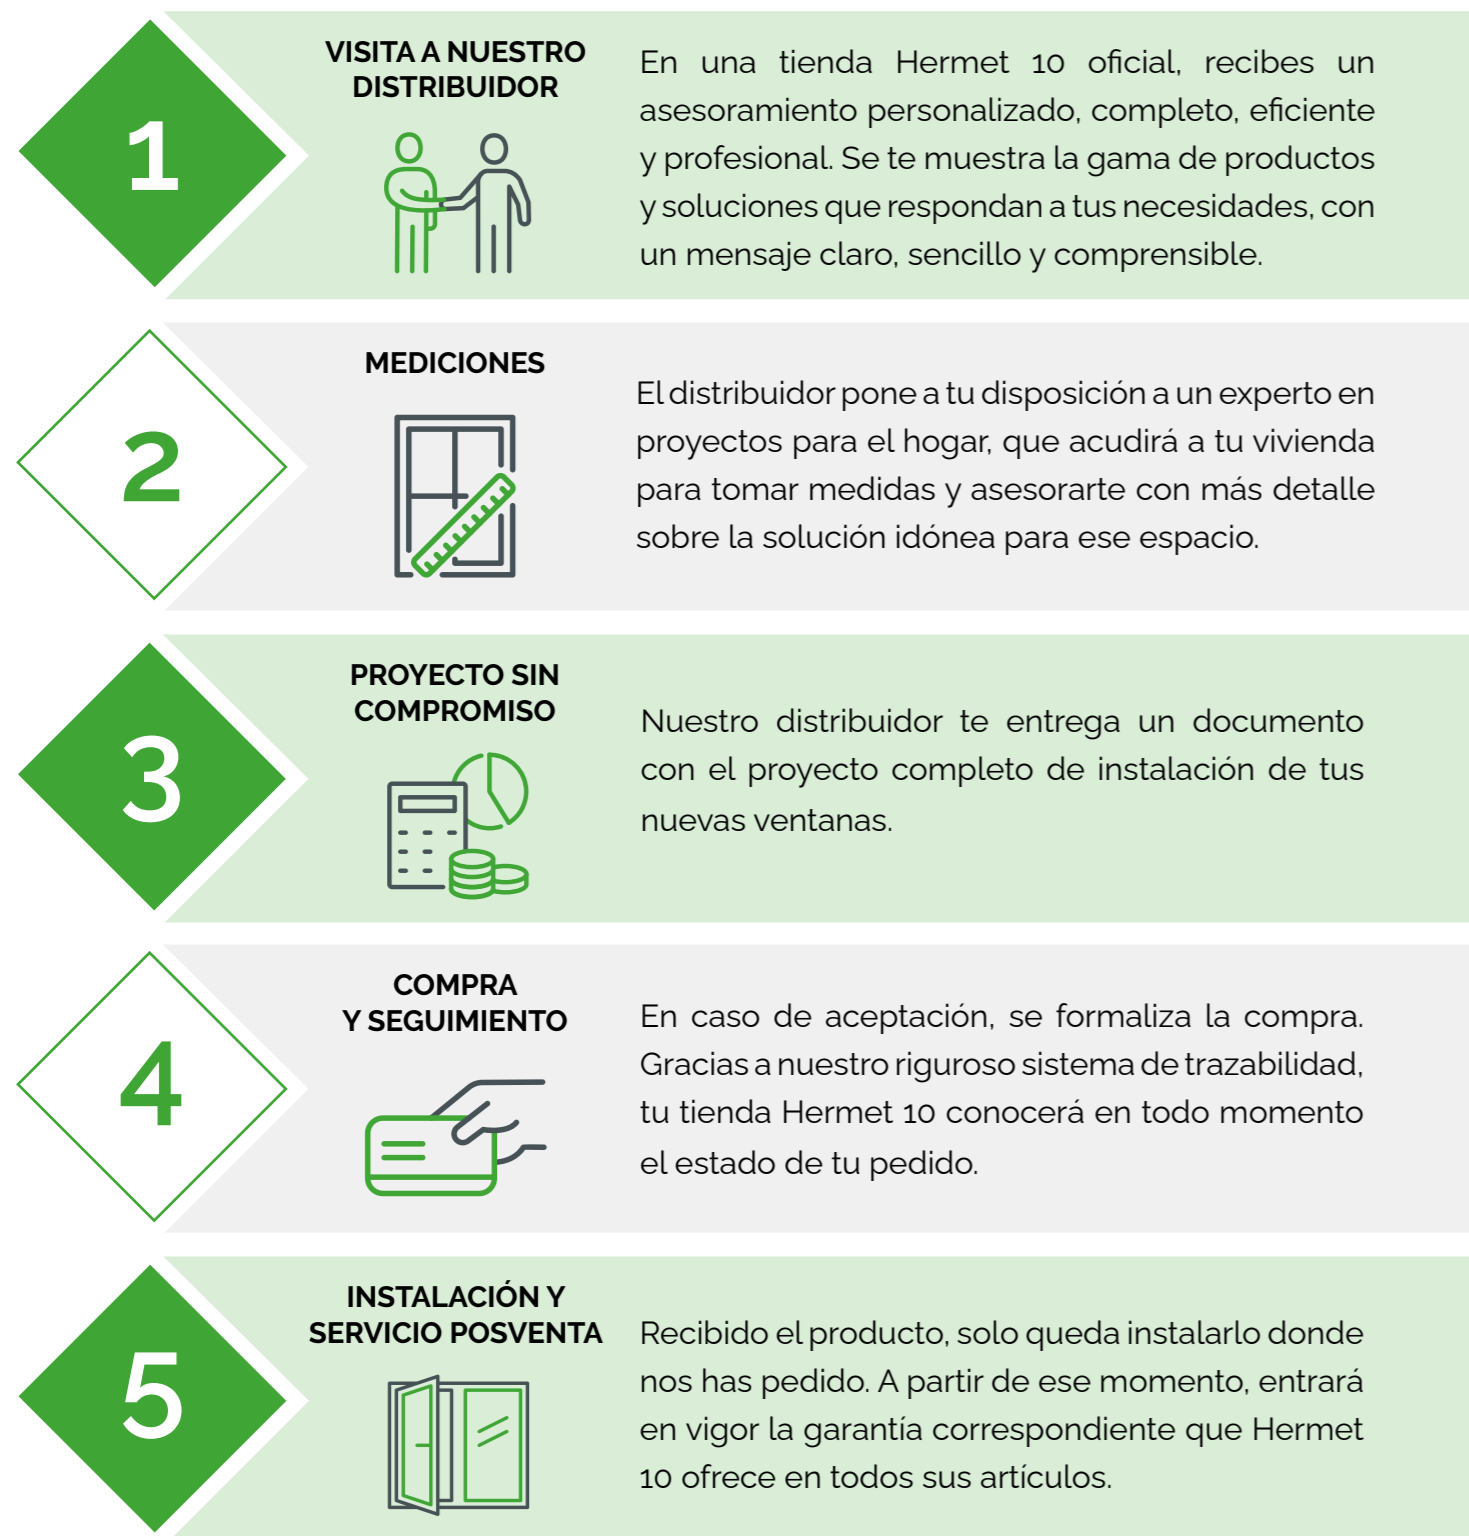 1
VISITA A NUESTRO
DISTRIBUIDOR
En una tienda Hermet 10 oficial, recibes un
asesoramiento personalizado, completo, eficiente
y profesional. Se te muestra la gama de productos
y soluciones que respondan a tus necesidades, con
un mensaje claro, sencillo y comprensible.
2
MEDICIONES
El distribuidor pone a tu disposición a un experto en
proyectos para el hogar, que acudirá a tu vivienda
para tomar medidas y asesorarte con más detalle
sobre la solución idónea para ese espacio.
3
PROYECTO SIN
COMPROMISO
Nuestro distribuidor te entrega un documento
con el proyecto completo de instalación de tus
nuevas ventanas.
4
COMPRA
Y SEGUIMIENTO
En caso de aceptación, se formaliza la compra.
Gracias a nuestro riguroso sistema de trazabilidad,
tu tienda Hermet 10 conocerá en todo momento
el estado de tu pedido.
5
INSTALACIÓN Y
SERVICIO POSVENTA
Recibido el producto, solo queda instalarlo donde
nos has pedido. A partir de ese momento, entrará
en vigor la garantía correspondiente que Hermet
10 ofrece en todos sus artículos.